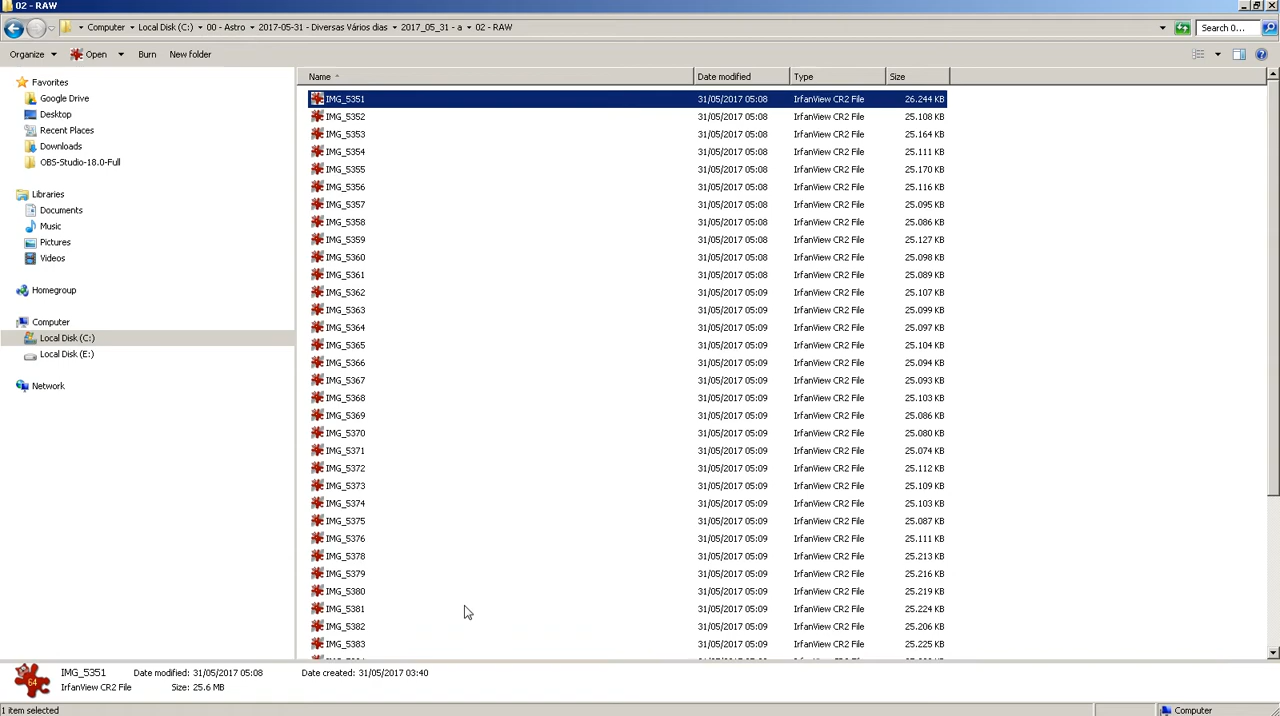 02 - RAW
Computer Local Disk (C:) 00 - Astro 2017-05-31 - Diversas Vários dias 2017_05_31 - a 02 - RAW Search 0...
Organize Open Burn New folder
Favorites
Google Drive
Desktop
Recent Places
Downloads
OBS-Studio-18.0-Full
Libraries
Documents
Music
Pictures
Videos
Homegroup
Computer
Local Disk (C:)
Local Disk (E:)
Network
Name Date modified Type Size
IMG_5351 31/05/2017 05:08 IrfanView CR2 File 26.244 KB
IMG_5352 31/05/2017 05:08 IrfanView CR2 File 25.108 KB
IMG_5353 31/05/2017 05:08 IrfanView CR2 File 25.164 KB
IMG_5354 31/05/2017 05:08 IrfanView CR2 File 25.111 KB
IMG_5355 31/05/2017 05:08 IrfanView CR2 File 25.170 KB
IMG_5356 31/05/2017 05:08 IrfanView CR2 File 25.116 KB
IMG_5357 31/05/2017 05:08 IrfanView CR2 File 25.095 KB
IMG_5358 31/05/2017 05:08 IrfanView CR2 File 25.086 KB
IMG_5359 31/05/2017 05:08 IrfanView CR2 File 25.127 KB
IMG_5360 31/05/2017 05:08 IrfanView CR2 File 25.098 KB
IMG_5361 31/05/2017 05:08 IrfanView CR2 File 25.089 KB
IMG_5362 31/05/2017 05:09 IrfanView CR2 File 25.107 KB
IMG_5363 31/05/2017 05:09 IrfanView CR2 File 25.099 KB
IMG_5364 31/05/2017 05:09 IrfanView CR2 File 25.097 KB
IMG_5365 31/05/2017 05:09 IrfanView CR2 File 25.104 KB
IMG_5366 31/05/2017 05:09 IrfanView CR2 File 25.094 KB
IMG_5367 31/05/2017 05:09 IrfanView CR2 File 25.093 KB
IMG_5368 31/05/2017 05:09 IrfanView CR2 File 25.103 KB
IMG_5369 31/05/2017 05:09 IrfanView CR2 File 25.086 KB
IMG_5370 31/05/2017 05:09 IrfanView CR2 File 25.080 KB
IMG_5371 31/05/2017 05:09 IrfanView CR2 File 25.074 KB
IMG_5372 31/05/2017 05:09 IrfanView CR2 File 25.112 KB
IMG_5373 31/05/2017 05:09 IrfanView CR2 File 25.109 KB
IMG_5374 31/05/2017 05:09 IrfanView CR2 File 25.103 KB
IMG_5375 31/05/2017 05:09 IrfanView CR2 File 25.087 KB
IMG_5376 31/05/2017 05:09 IrfanView CR2 File 25.111 KB
IMG_5378 31/05/2017 05:09 IrfanView CR2 File 25.213 KB
IMG_5379 31/05/2017 05:09 IrfanView CR2 File 25.216 KB
IMG_5380 31/05/2017 05:09 IrfanView CR2 File 25.219 KB
IMG_5381 31/05/2017 05:09 IrfanView CR2 File 25.224 KB
IMG_5382 31/05/2017 05:09 IrfanView CR2 File 25.206 KB
IMG_5383 31/05/2017 05:09 IrfanView CR2 File 25.225 KB
64
IMG_5351 Date modified: 31/05/2017 05:08 Date created: 31/05/2017 03:40
IrfanView CR2 File Size: 25.6 MB
1 item selected Computer